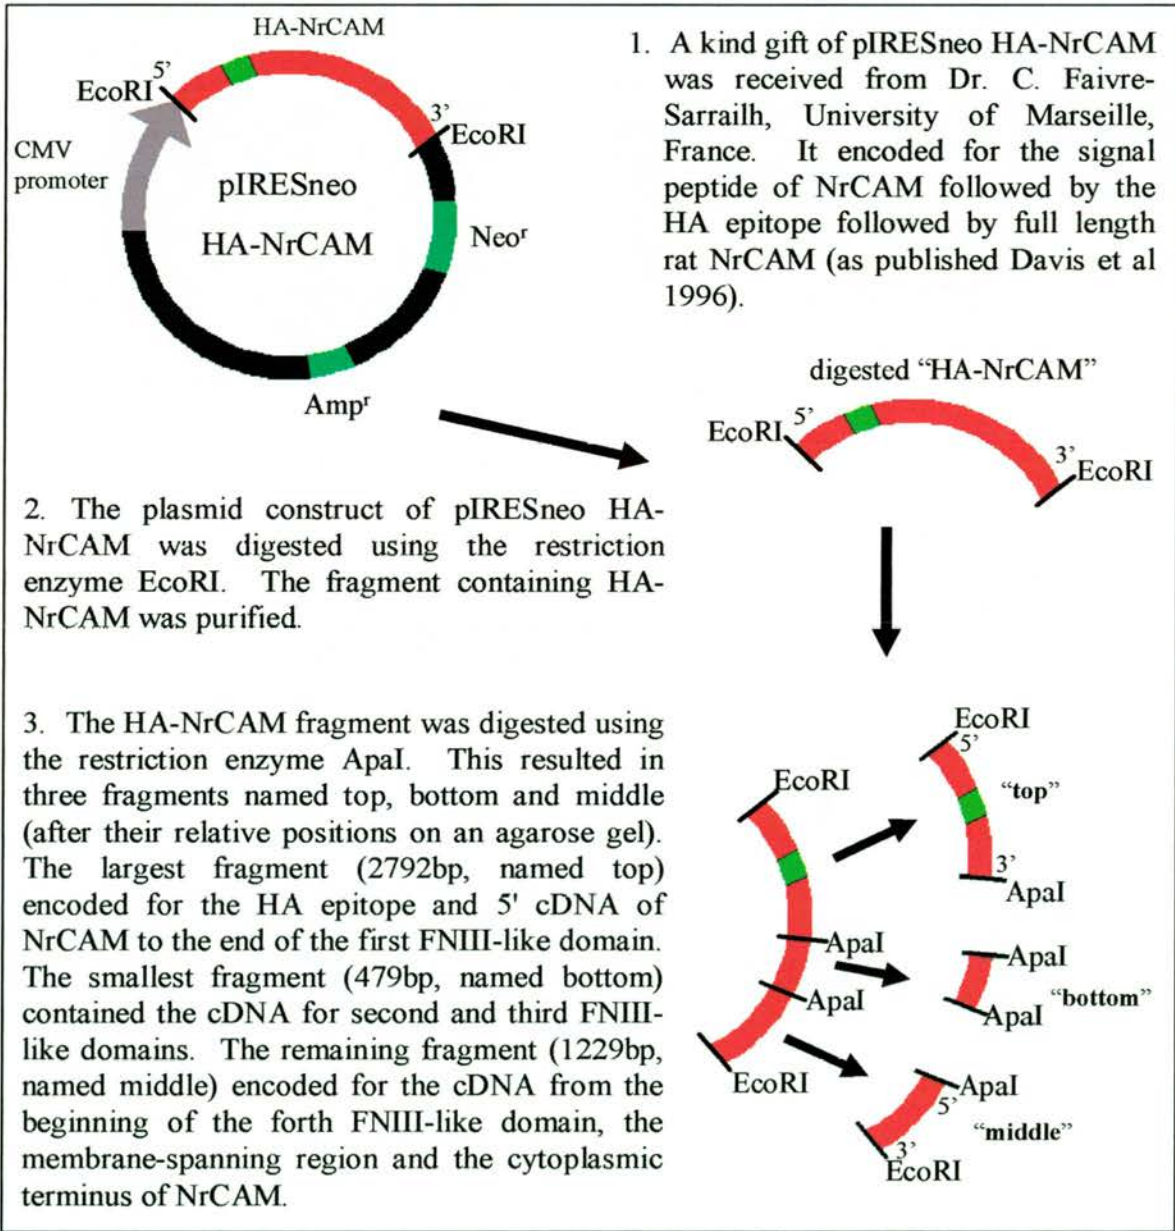 HA-NrCAM
5’
EcoRI
3’
EcoRI
CMV
promoter
pIRESneo
HA-NrCAM
Neoʳ
Ampʳ
1. A kind gift of pIRESneo HA-NrCAM
was received from Dr. C. Faivre-
Sarrailh, University of Marseille,
France. It encoded for the signal
peptide of NrCAM followed by the
HA epitope followed by full length
rat NrCAM (as published Davis et al
1996).
digested “HA-NrCAM”
EcoRI
5’
3’
EcoRI
2. The plasmid construct of pIRESneo HA-
NrCAM was digested using the restriction
enzyme EcoRI. The fragment containing HA-
NrCAM was purified.
3. The HA-NrCAM fragment was digested using
the restriction enzyme ApaI. This resulted in
three fragments named top, bottom and middle
(after their relative positions on an agarose gel).
The largest fragment (2792bp, named top)
encoded for the HA epitope and 5' cDNA of
NrCAM to the end of the first FNIII-like domain.
The smallest fragment (479bp, named bottom)
contained the cDNA for second and third FNIII-
like domains. The remaining fragment (1229bp,
named middle) encoded for the cDNA from the
beginning of the forth FNIII-like domain, the
membrane-spanning region and the cytoplasmic
terminus of NrCAM.
EcoRI
ApaI
ApaI
EcoRI
EcoRI
5’
“top”
3’
ApaI
ApaI
“bottom”
ApaI
ApaI
5’
“middle”
3’
EcoRI